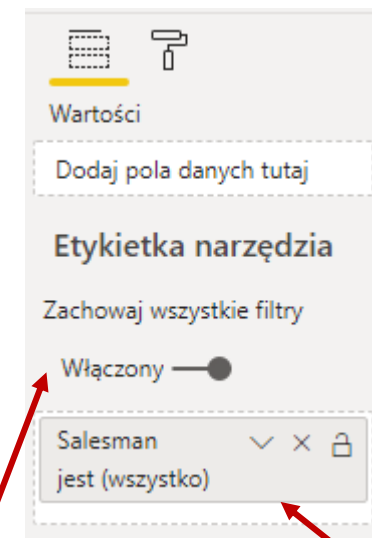 Wartości
Dodaj pola danych tutaj
Etykietka narzędzia
Zachowaj wszystkie filtry
Włączony
Salesman
jest (wszystko)